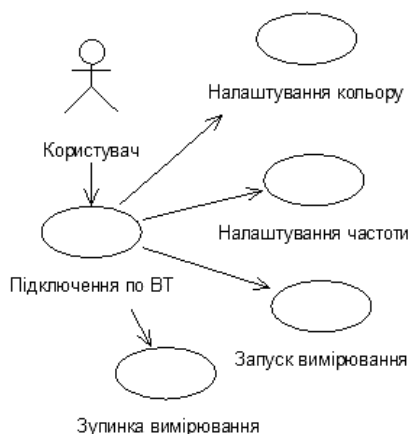 Налаштування кольору
Користувач
Налаштування частоти
Підключення по ВТ
Запуск вимірювання
Зупинка вимірювання